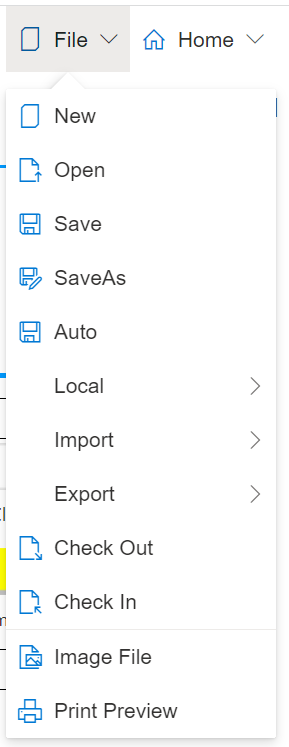 File Home
New
Open
Save
SaveAs
Auto
Local
Import
Export
Check Out
Check In
Image File
Print Preview